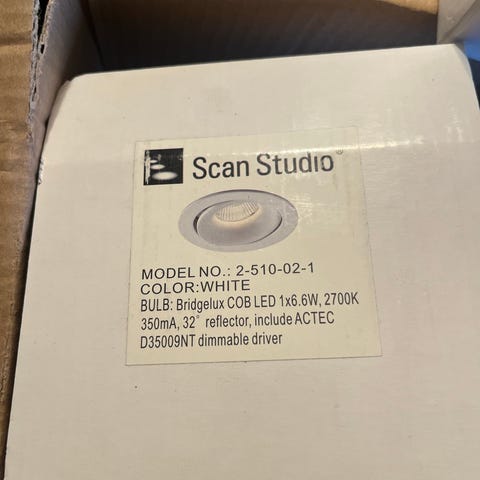 Scan Studio®
MODEL NO.: 2-510-02-1
COLOR:WHITE
BULB: Bridgelux COB LED 1x6.6W, 2700K
350mA, 32° reflector, include ACTEC
D35009NT dimmable driver